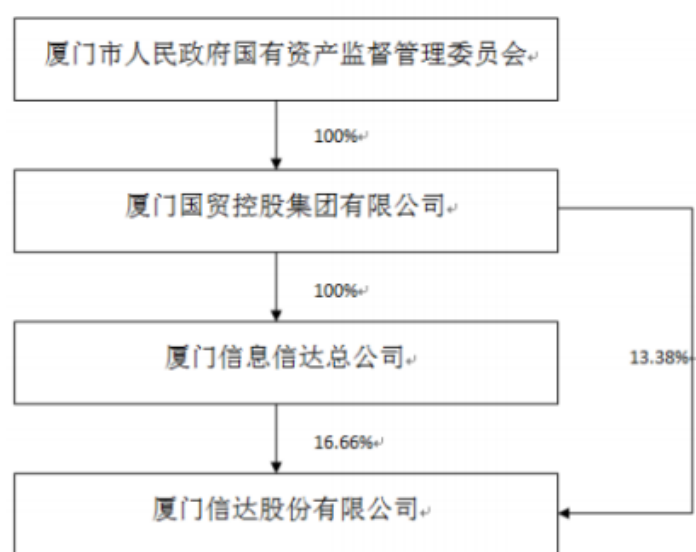 厦门市人民政府国有资产监督管理委员会
100%
厦门国贸控股集团有限公司
100%
厦门信息信达总公司
13.38%
16.66%
厦门信达股份有限公司